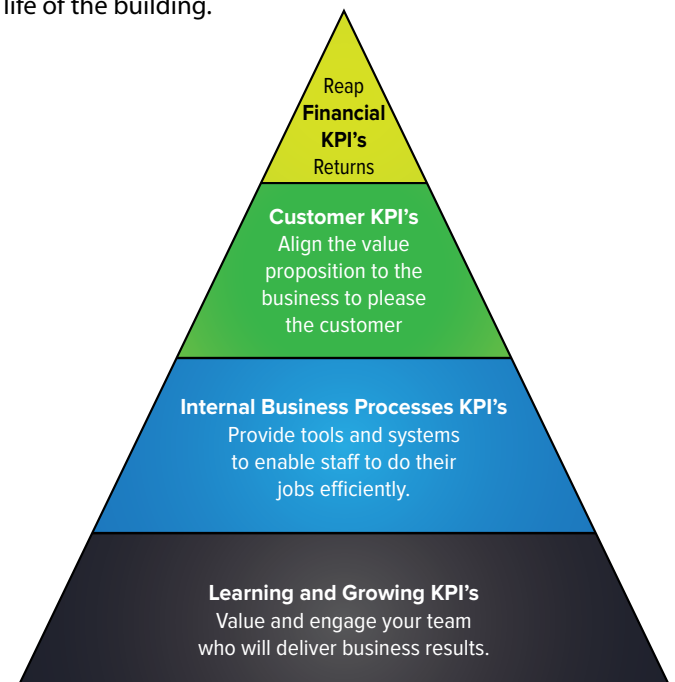 life of the building.
Reap
Financial
KPI's
Returns
Customer KPI's
Align the value
proposition to the
business to please
the customer
Internal Business Processes KPI's
Provide tools and systems
to enable staff to do their
jobs efficiently.
Learning and Growing KPI's
Value and engage your team
who will deliver business results.